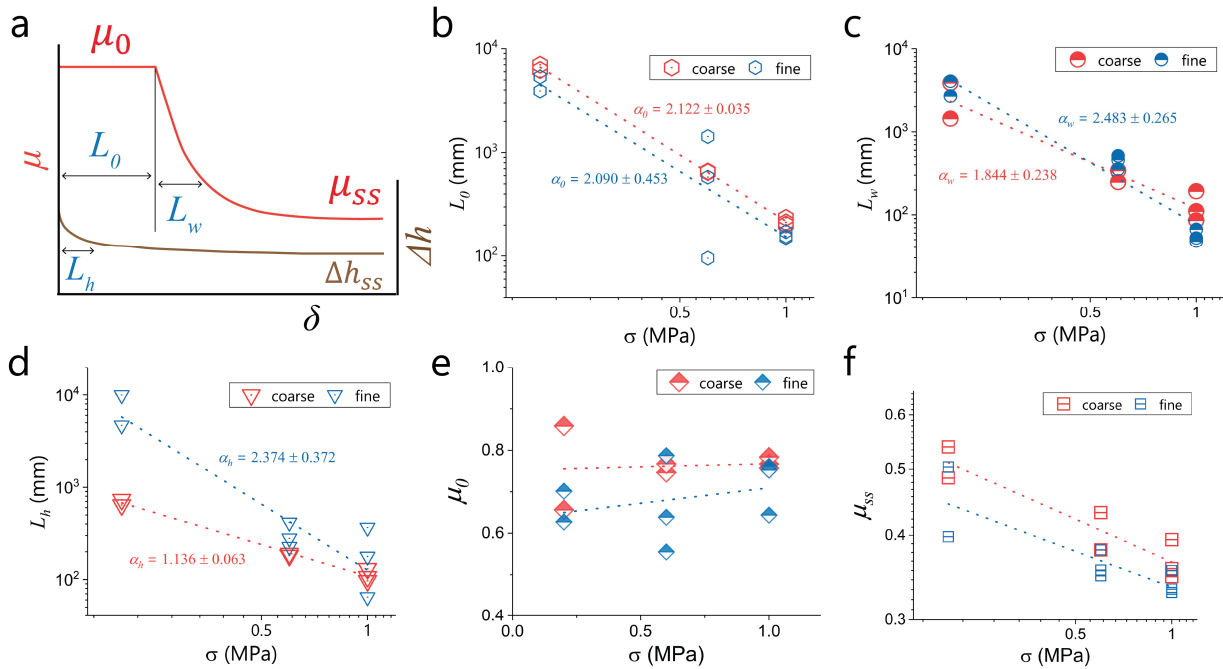 a
μ0
μ
L0
Lw
μss
Lh
Δhss
Δh
δ
b
10^4
10^3
10^2
L0 (mm)
coarse fine
α0 = 2.122 ± 0.035
α0 = 2.090 ± 0.453
0.5 1
σ (MPa)
c
10^4
10^3
10^2
10^1
Lw (mm)
coarse fine
αw = 2.483 ± 0.265
αw = 1.844 ± 0.238
0.5 1
σ (MPa)
d
10^4
10^3
10^2
Lh (mm)
coarse fine
αh = 2.374 ± 0.372
αh = 1.136 ± 0.063
0.5 1
σ (MPa)
e
1.0
0.8
0.6
0.4
μ0
coarse fine
0.0 0.5 1.0
σ (MPa)
f
0.6
0.5
0.4
0.3
μss
coarse fine
0.5 1
σ (MPa)